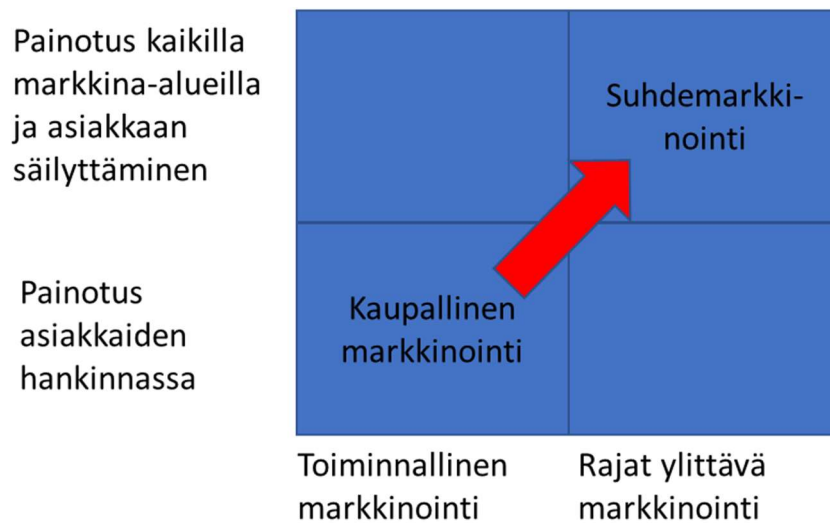 Painotus kaikilla
markkina-alueilla
ja asiakkaan
säilyttäminen
Suhdemarkki-
nointi
Painotus
asiakkaiden
hankinnassa
Kaupallinen
markkinointi
Toiminnallinen
markkinointi
Rajat ylittävä
markkinointi